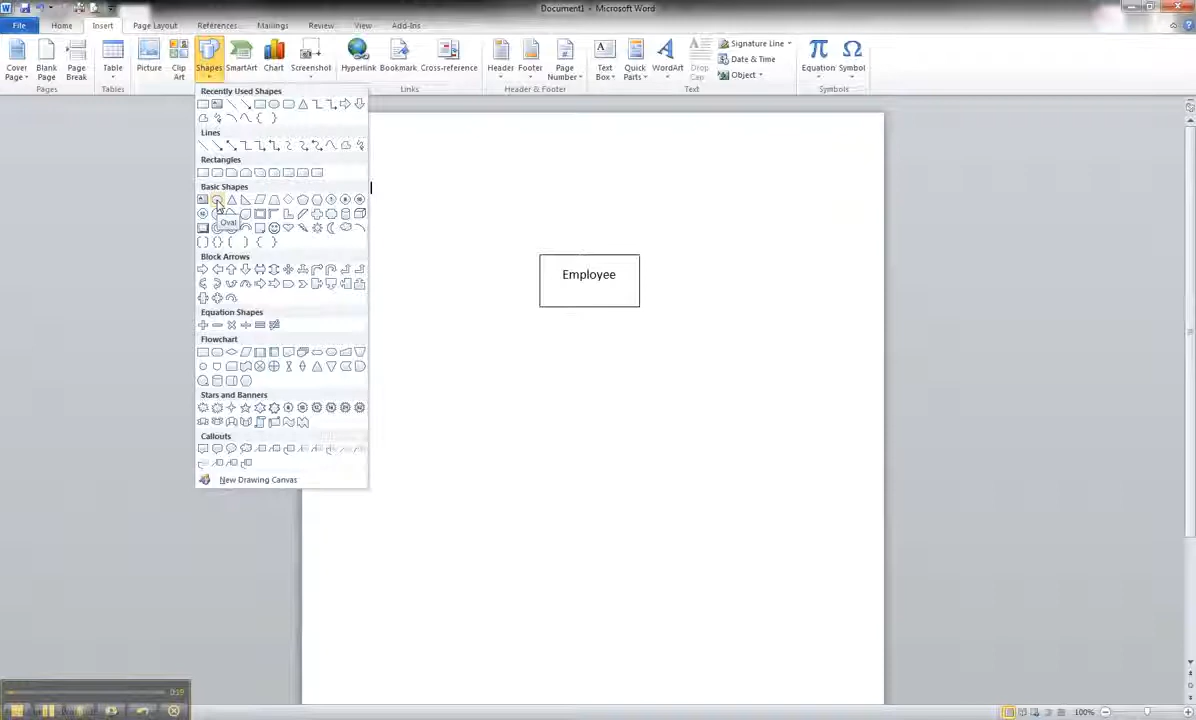 Document1 - Microsoft Word
File Home Insert Page Layout References Mailings Review View Add-Ins
Cover Page Blank Page Page Break Table Picture Clip Art Shapes SmartArt Chart Screenshot Hyperlink Bookmark Cross-reference Header Footer Page Number Text Box Quick Parts WordArt Drop Cap Signature Line Date & Time Object Equation Symbol
Pages Tables Links Header & Footer Text Symbols
Recently Used Shapes
Lines
Rectangles
Basic Shapes
Oval
Block Arrows
Equation Shapes
Flowchart
Stars and Banners
Callouts
New Drawing Canvas
Employee
100%